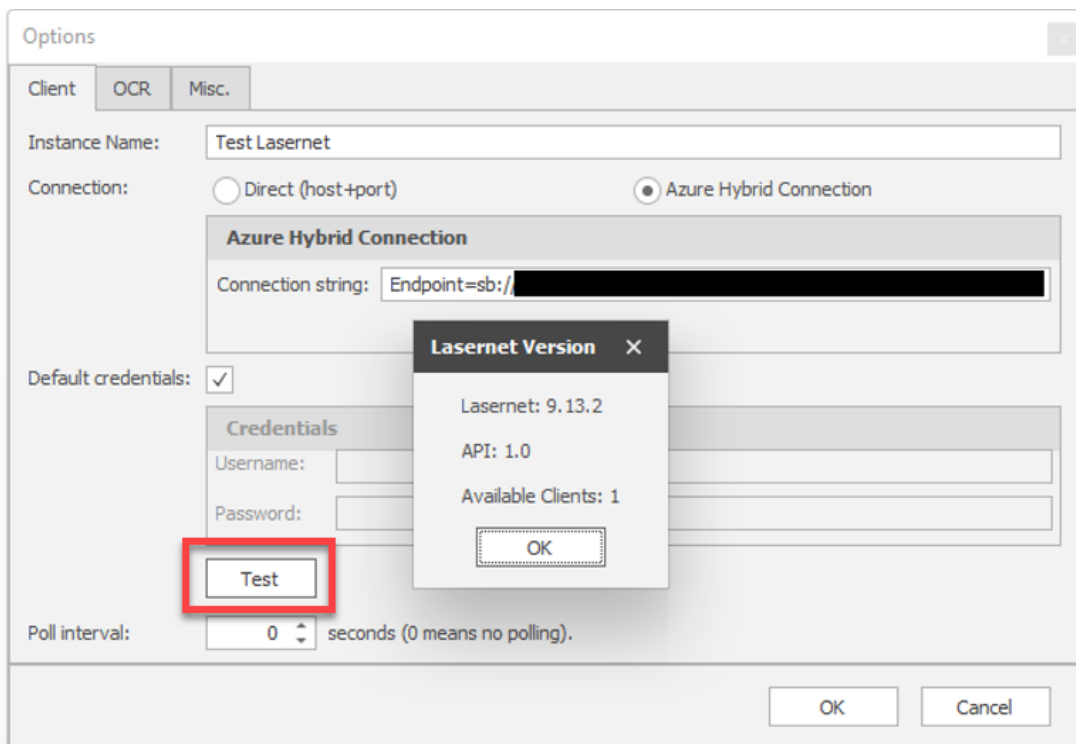 Options
x
Client OCR Misc.
Instance Name: Test Lasernet
Connection: Direct (host+port) Azure Hybrid Connection
Azure Hybrid Connection
Connection string: Endpoint=sb://
Lasernet Version
Default credentials:
Lasernet: 9.13.2
Credentials
API: 1.0
Username:
Available Clients: 1
Password:
OK
Test
Poll interval: 0 seconds (0 means no polling).
OK Cancel